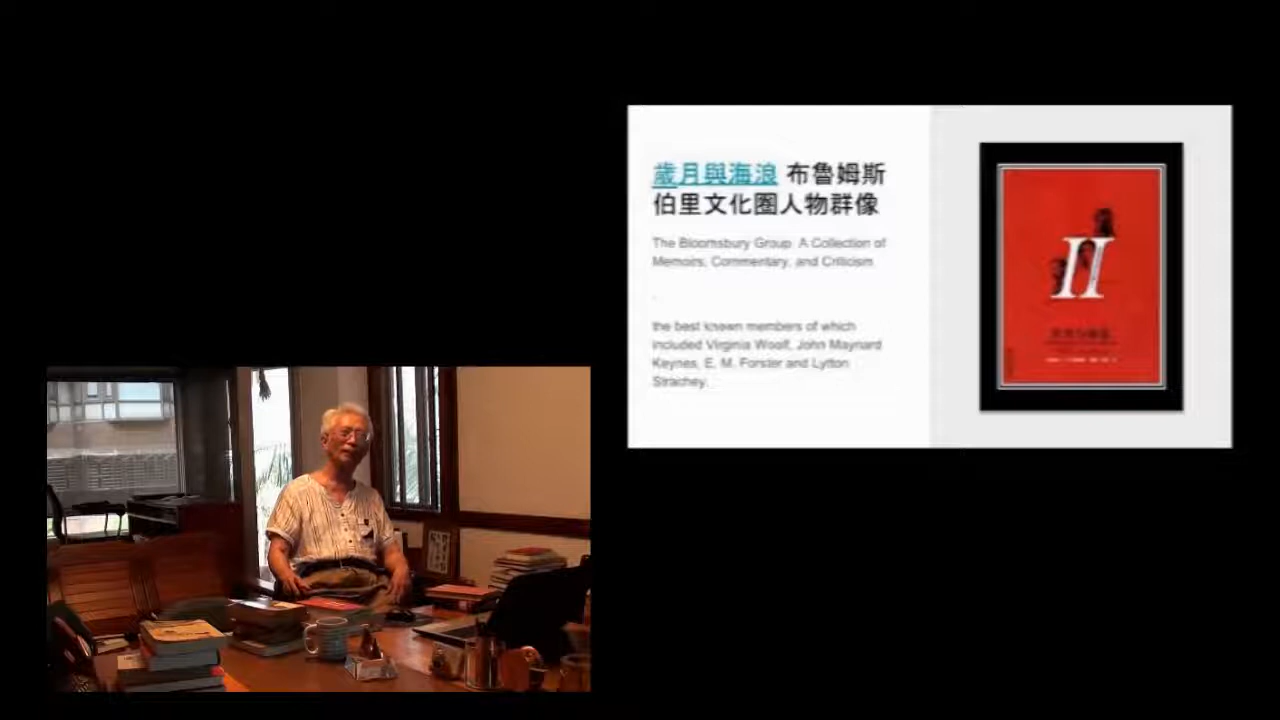 歲月與海浪 布魯姆斯
伯里文化圈人物群像
The Bloomsbury Group: A Collection of
Memoirs, Commentary, and Criticism
.
the best known members of which
included Virginia Woolf, John Maynard
Keynes, E. M. Forster and Lytton
Strachey.
II